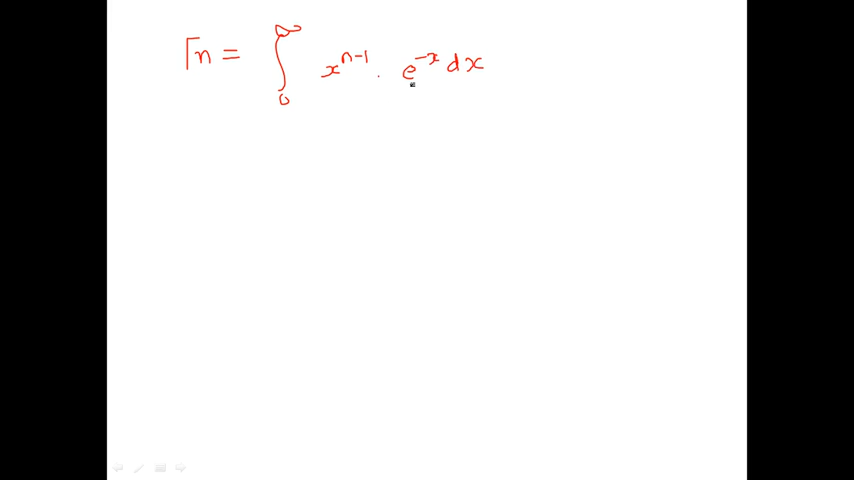 Γn = ∫₀^∞ x^{n-1} . e^{-x} dx